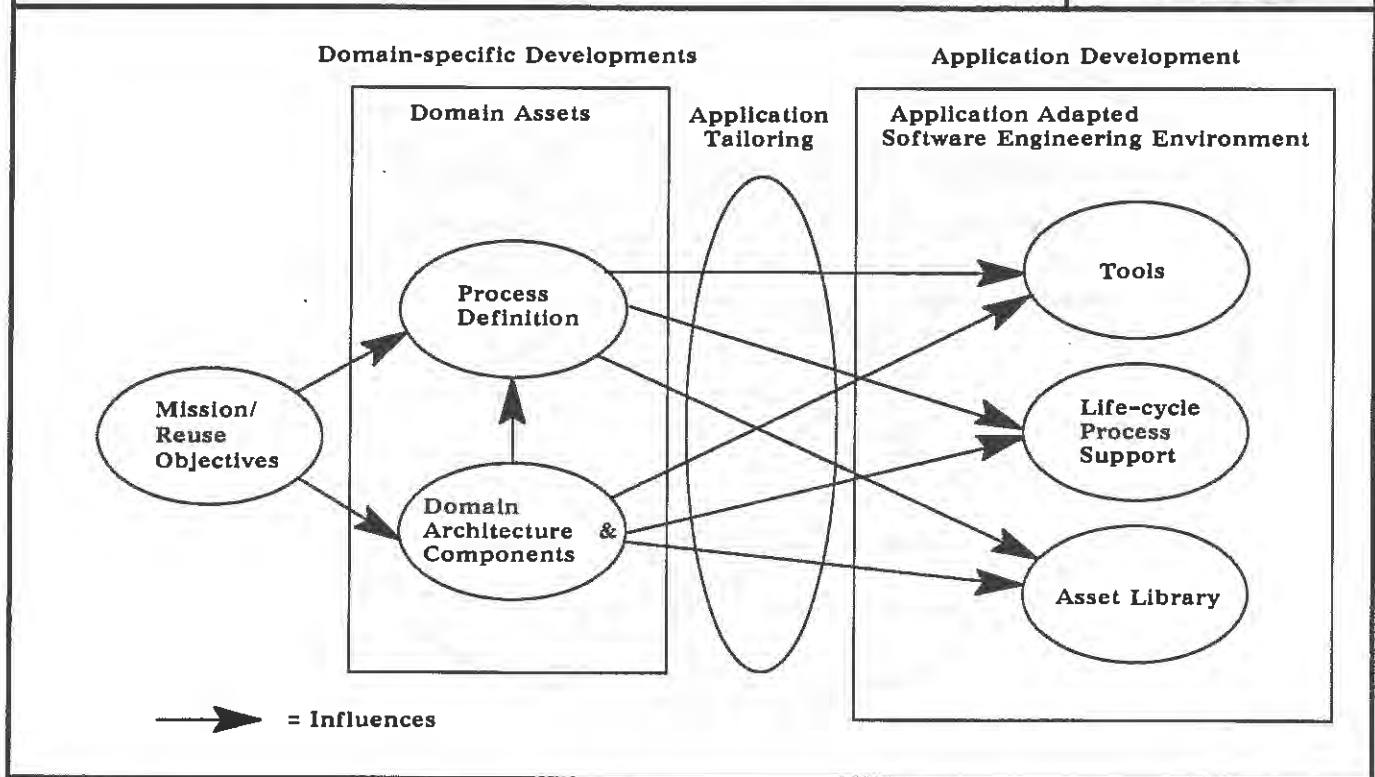 Domain-specific Developments
Application Development
Domain Assets
Application
Tailoring
Application Adapted
Software Engineering Environment
Process
Definition
Tools
Mission/
Reuse
Objectives
Life-cycle
Process
Support
Domain
Architecture &
Components
Asset Library
= Influences